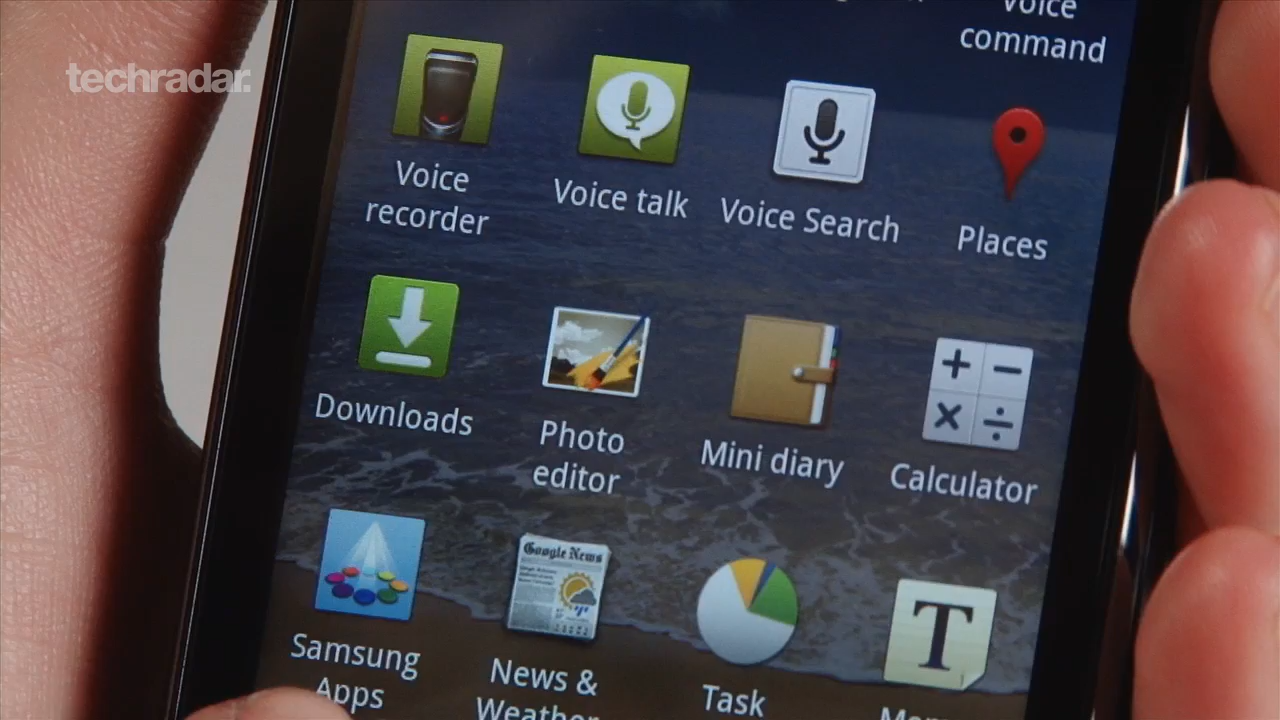 Voice
command
techradar.
Voice
recorder
Voice talk
Voice Search
Places
Downloads
Photo
editor
Mini diary
Calculator
Google News
Samsung
Apps
News &
Weather
Task
T